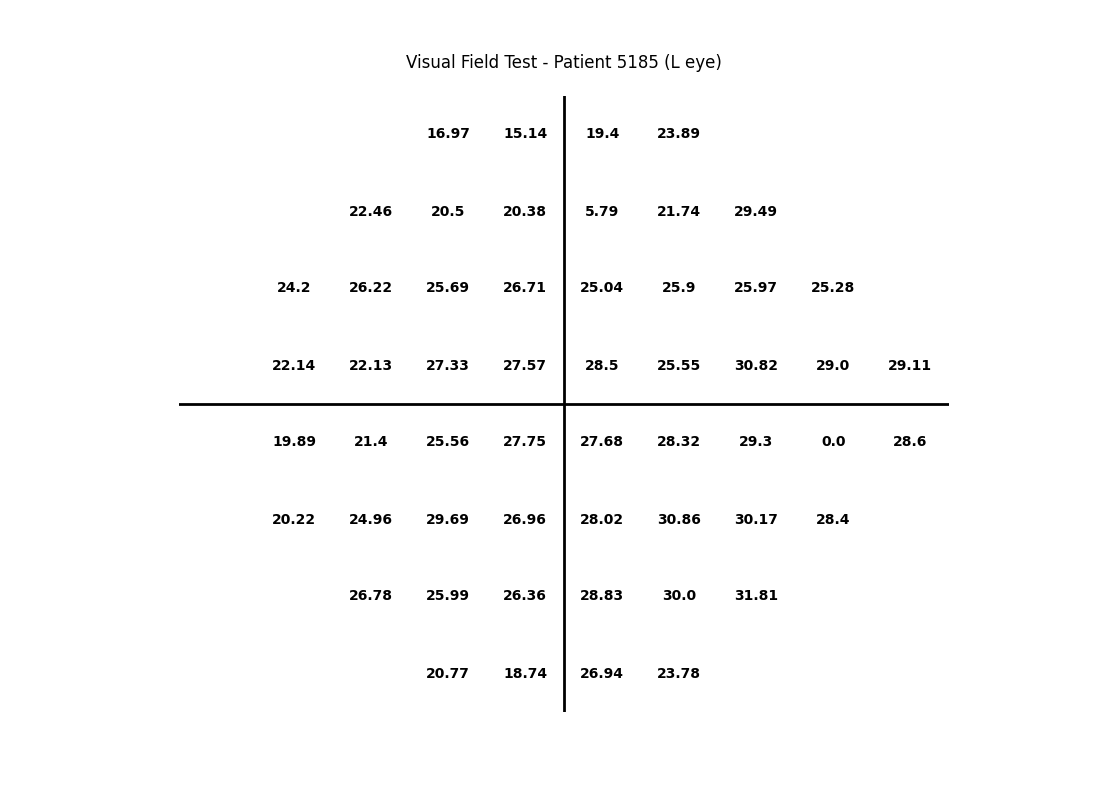 Visual Field Test - Patient 5185 (L eye)
16.97 15.14 19.4 23.89
22.46 20.5 20.38 5.79 21.74 29.49
24.2 26.22 25.69 26.71 25.04 25.9 25.97 25.28
22.14 22.13 27.33 27.57 28.5 25.55 30.82 29.0 29.11
19.89 21.4 25.56 27.75 27.68 28.32 29.3 0.0 28.6
20.22 24.96 29.69 26.96 28.02 30.86 30.17 28.4
26.78 25.99 26.36 28.83 30.0 31.81
20.77 18.74 26.94 23.78